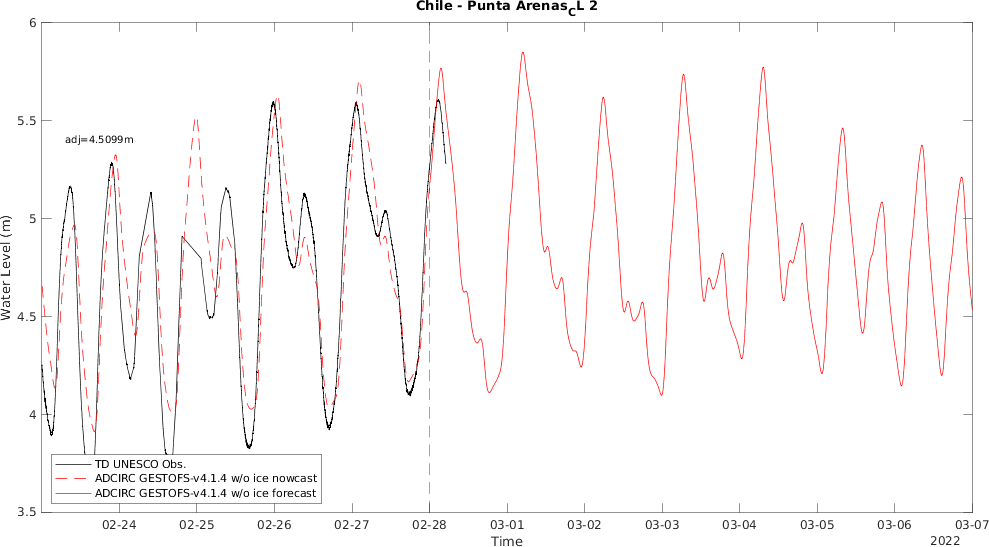 Chile - Punta Arenas_CL 2
6
5.5
5
4.5
4
3.5
Water Level (m)
adj=4.5099m
TD UNESCO Obs.
ADCIRC GESTOFS-v4.1.4 w/o ice nowcast
ADCIRC GESTOFS-v4.1.4 w/o ice forecast
02-24 02-25 02-26 02-27 02-28 03-01 03-02 03-03 03-04 03-05 03-06 03-07
Time
2022